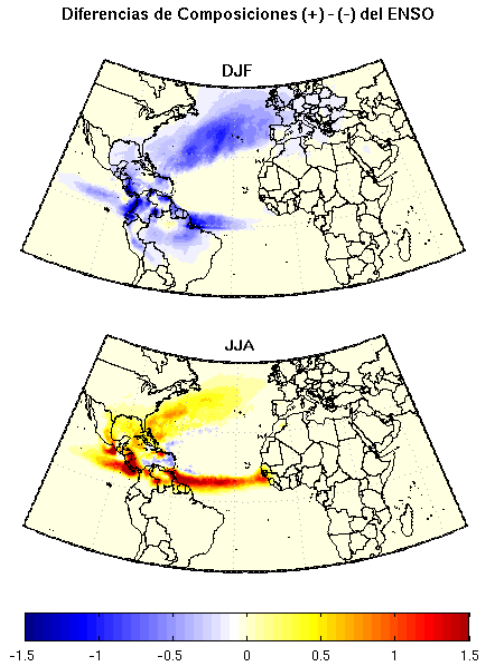 Diferencias de Composiciones (+) - (-) del ENSO
DJF
JJA
-1.5 -1 -0.5 0 0.5 1 1.5